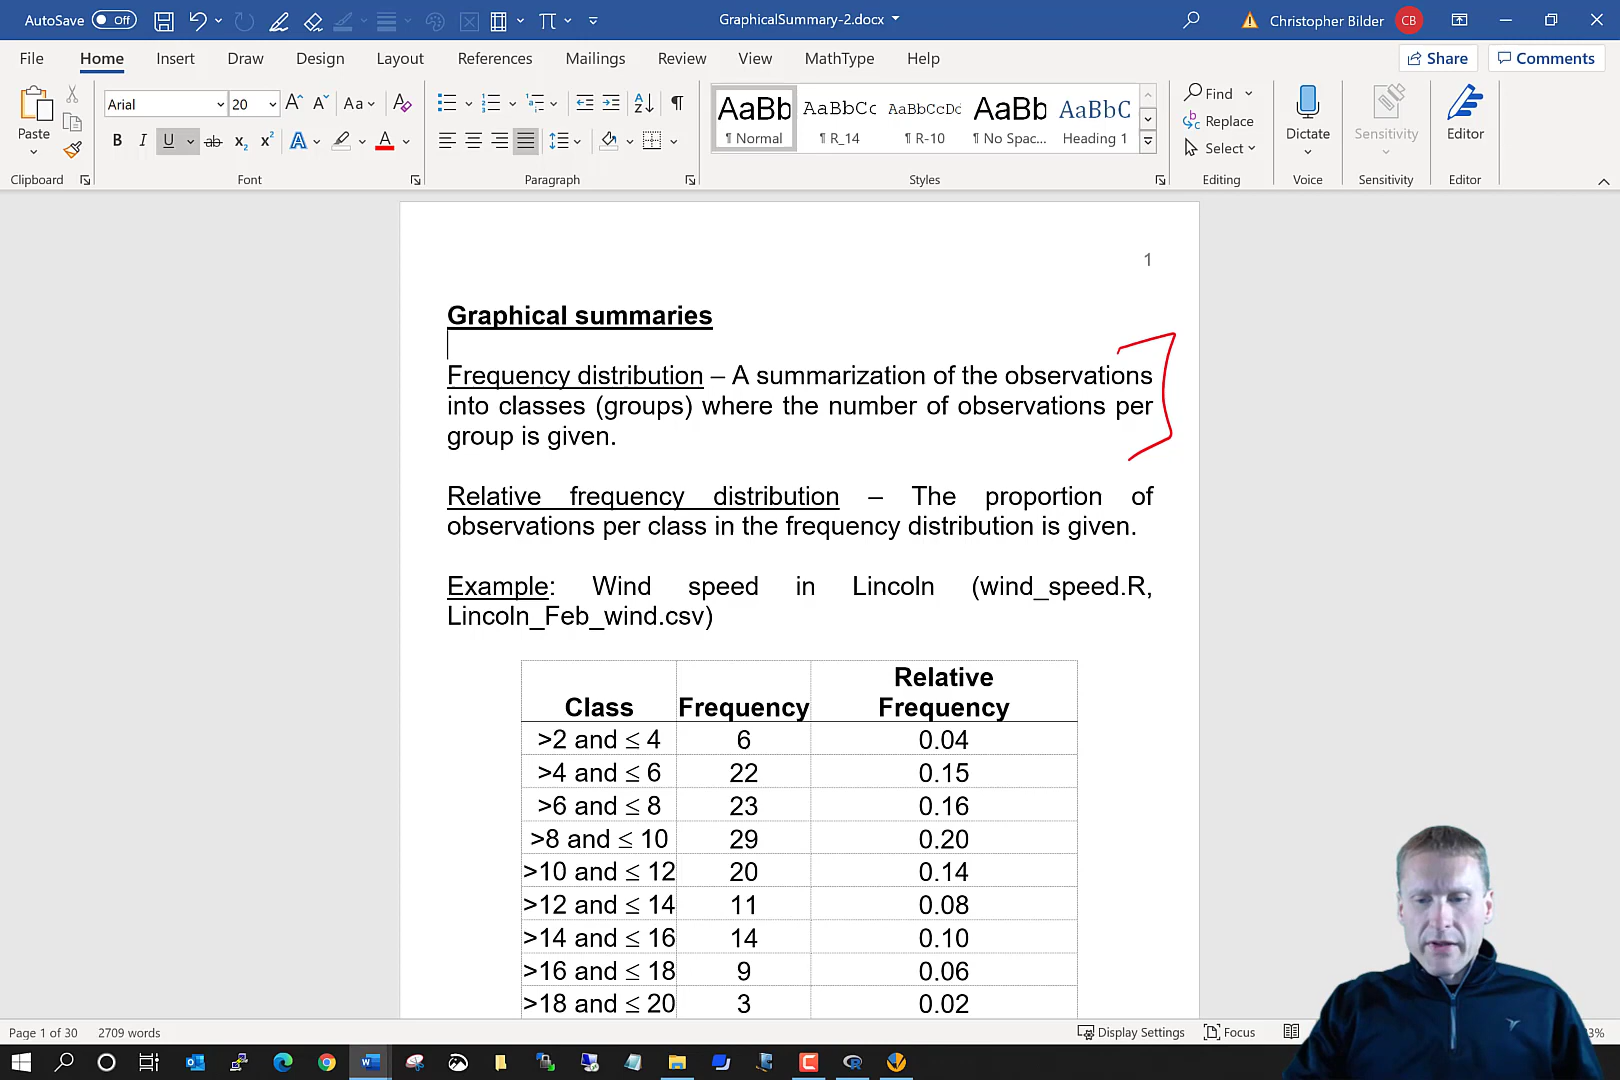 AutoSave Off GraphicalSummary-2.docx Christopher Bilder CB
File Home Insert Draw Design Layout References Mailings Review View MathType Help Share Comments
Paste
Arial 20 Aa
B I U ab x₂ x² A A
Clipboard Font Paragraph
AaBb AaBbCc AaBbCcDd AaBb AaBbC
¶ Normal ¶ R_14 ¶ R-10 ¶ No Spac... Heading 1
Styles
Find
Replace
Select
Editing
Dictate
Voice
Sensitivity
Sensitivity
Editor
Editor
1
Graphical summaries
Frequency distribution – A summarization of the observations
into classes (groups) where the number of observations per
group is given.
Relative frequency distribution – The proportion of
observations per class in the frequency distribution is given.
Example: Wind speed in Lincoln (wind_speed.R,
Lincoln_Feb_wind.csv)
Relative
Class Frequency Frequency
>2 and ≤ 4 6 0.04
>4 and ≤ 6 22 0.15
>6 and ≤ 8 23 0.16
>8 and ≤ 10 29 0.20
>10 and ≤ 12 20 0.14
>12 and ≤ 14 11 0.08
>14 and ≤ 16 14 0.10
>16 and ≤ 18 9 0.06
>18 and ≤ 20 3 0.02
Page 1 of 30 2709 words Display Settings Focus